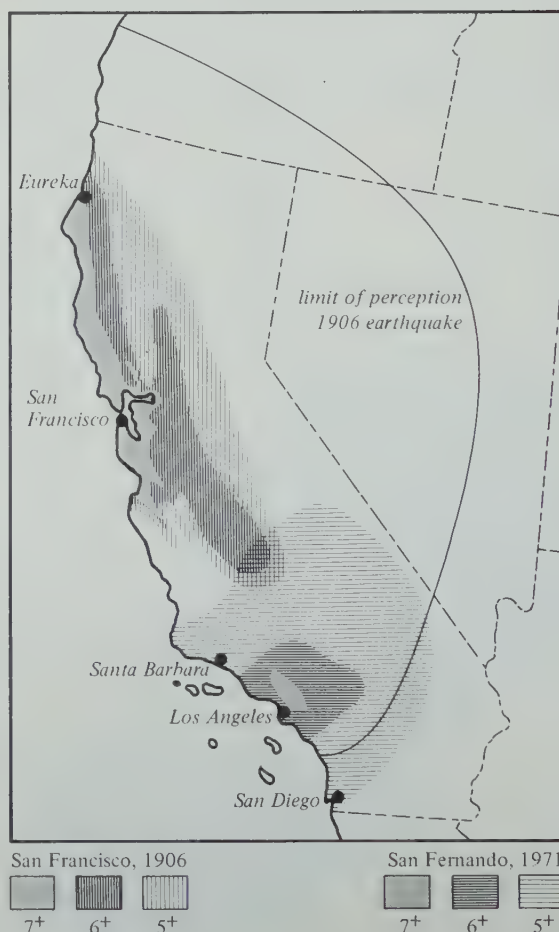 Eureka
limit of perception
1906 earthquake
San
Francisco
Santa Barbara
Los Angeles
San Diego
San Francisco, 1906
7+
6+
5+
San Fernando, 1971
7+
6+
5+